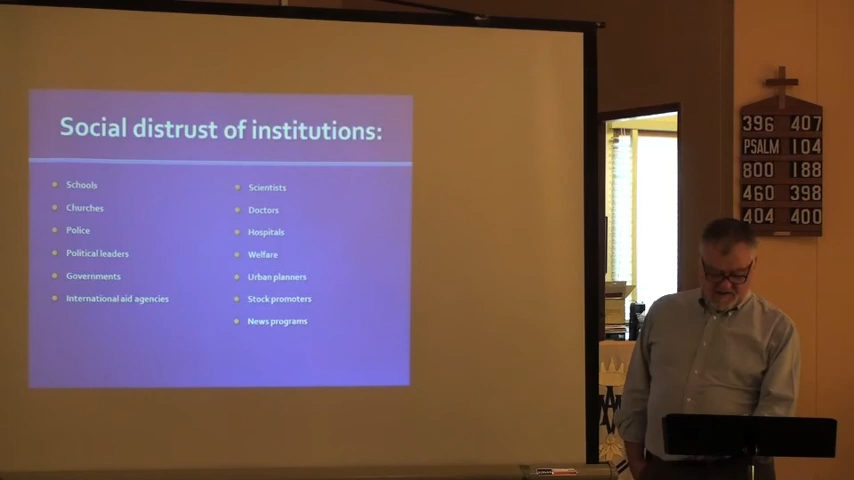 Social distrust of institutions:
Schools
Churches
Police
Political leaders
Governments
International aid agencies
Scientists
Doctors
Hospitals
Welfare
Urban planners
Stock promoters
News programs
396 407
PSALM 104
800 188
460 398
404 400